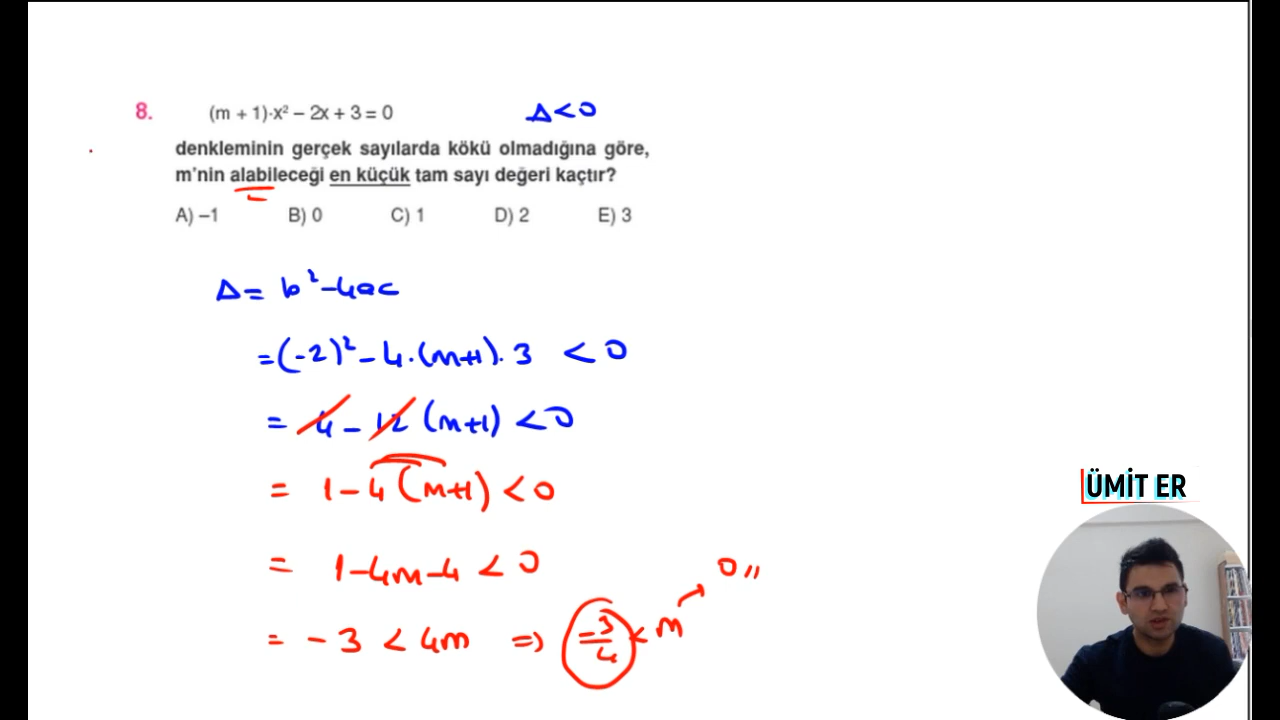 8. (m + 1)·x² – 2x + 3 = 0
Δ<0
denkleminin gerçek sayılarda kökü olmadığına göre,
m'nin alabileceği en küçük tam sayı değeri kaçtır?
A) –1 B) 0 C) 1 D) 2 E) 3
Δ= b²-4ac
=(-2)²-4.(m+1).3 <0
= 4-12(m+1)<0
= 1-4(m+1)<0
= 1-4m-4<0
= -3<4m => -3/4<m → 0,,
ÜMİT ER